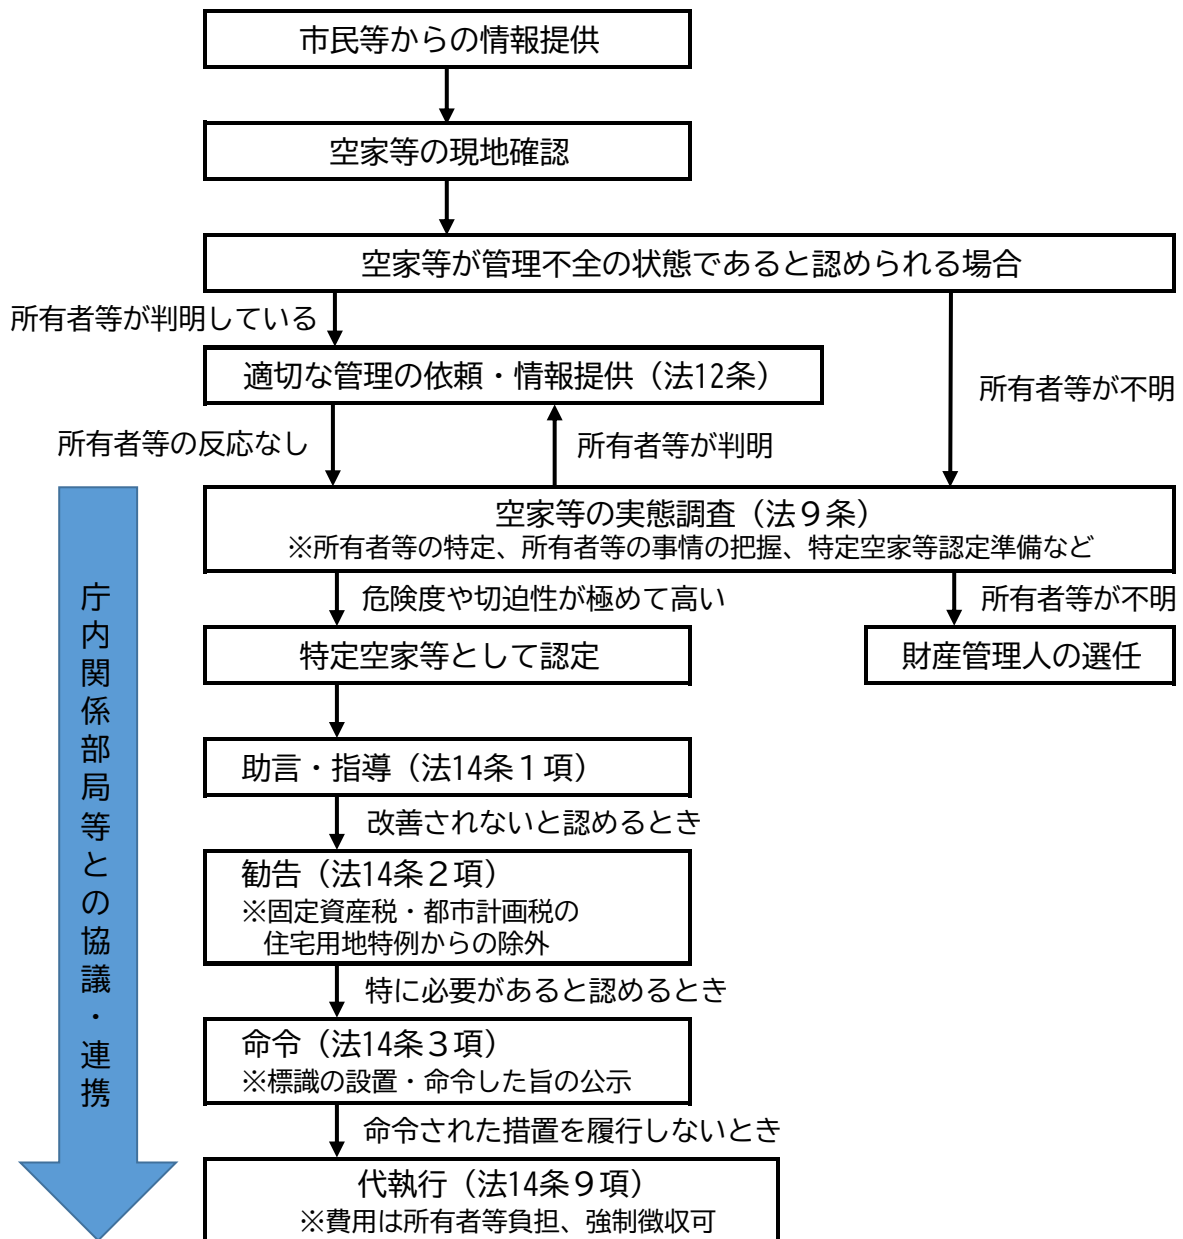 市民等からの情報提供
空家等の現地確認
空家等が管理不全の状態であると認められる場合
所有者等が判明している
適切な管理の依頼・情報提供（法12条）
所有者等が不明
所有者等の反応なし
所有者等が判明
空家等の実態調査（法９条）
※所有者等の特定、所有者等の事情の把握、特定空家等認定準備など
危険度や切迫性が極めて高い
所有者等が不明
特定空家等として認定
財産管理人の選任
助言・指導（法14条１項）
改善されないと認めるとき
勧告（法14条２項）
※固定資産税・都市計画税の
住宅用地特例からの除外
特に必要があると認めるとき
命令（法14条３項）
※標識の設置・命令した旨の公示
命令された措置を履行しないとき
代執行（法14条９項）
※費用は所有者等負担、強制徴収可
庁内関係部局等との協議・連携